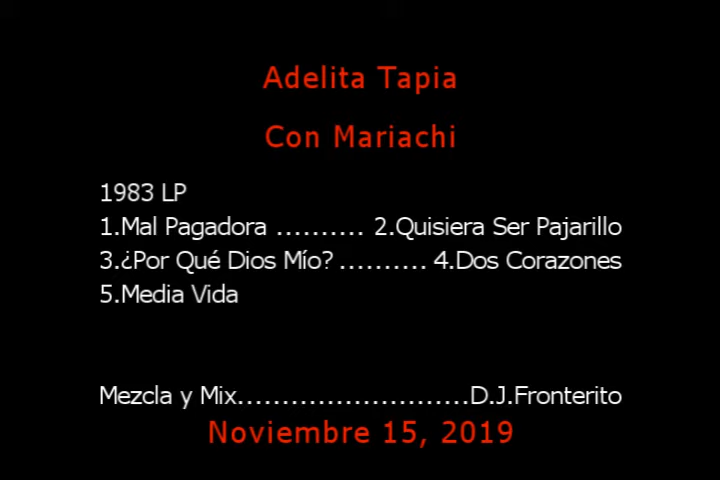 Adelita Tapia
Con Mariachi
1983 LP
1.Mal Pagadora .......... 2.Quisiera Ser Pajarillo
3.¿Por Qué Dios Mío? .......... 4.Dos Corazones
5.Media Vida
Mezcla y Mix..........................D.J.Fronterito
Noviembre 15, 2019